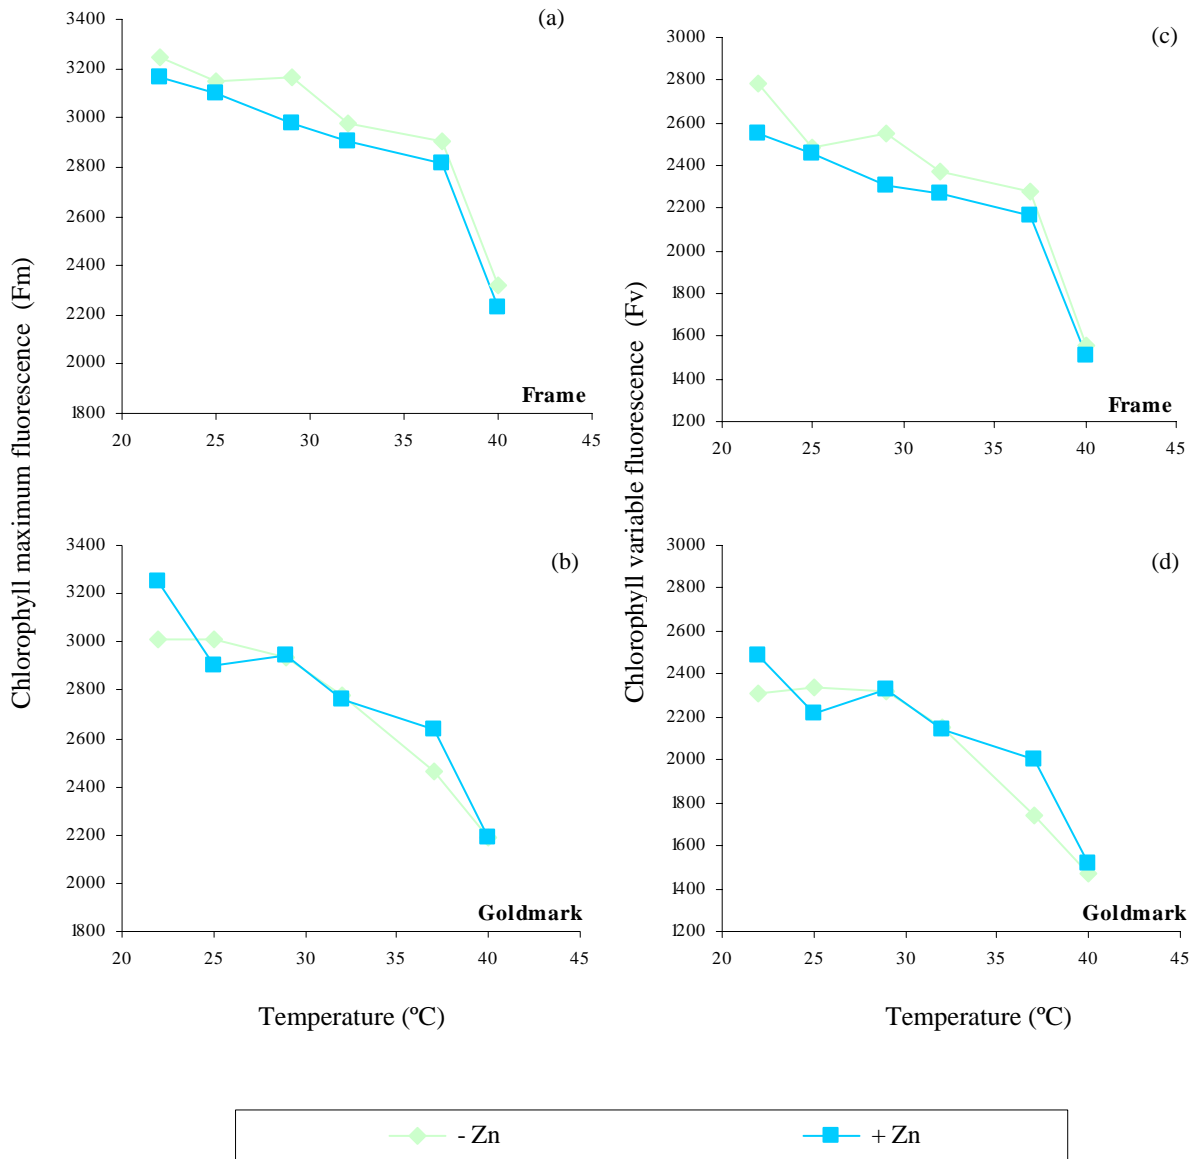 (a)
3400
3200
3000
2800
2600
2400
2200
2000
1800
20 25 30 35 40 45
Frame
(c)
3000
2800
2600
2400
2200
2000
1800
1600
1400
1200
20 25 30 35 40 45
Frame
Chlorophyll maximum fluorescence (Fm)
Chlorophyll variable fluorescence (Fv)
(b)
3400
3200
3000
2800
2600
2400
2200
2000
1800
20 25 30 35 40 45
Goldmark
(d)
3000
2800
2600
2400
2200
2000
1800
1600
1400
1200
20 25 30 35 40 45
Goldmark
Temperature (ºC)
Temperature (ºC)
- Zn
+ Zn